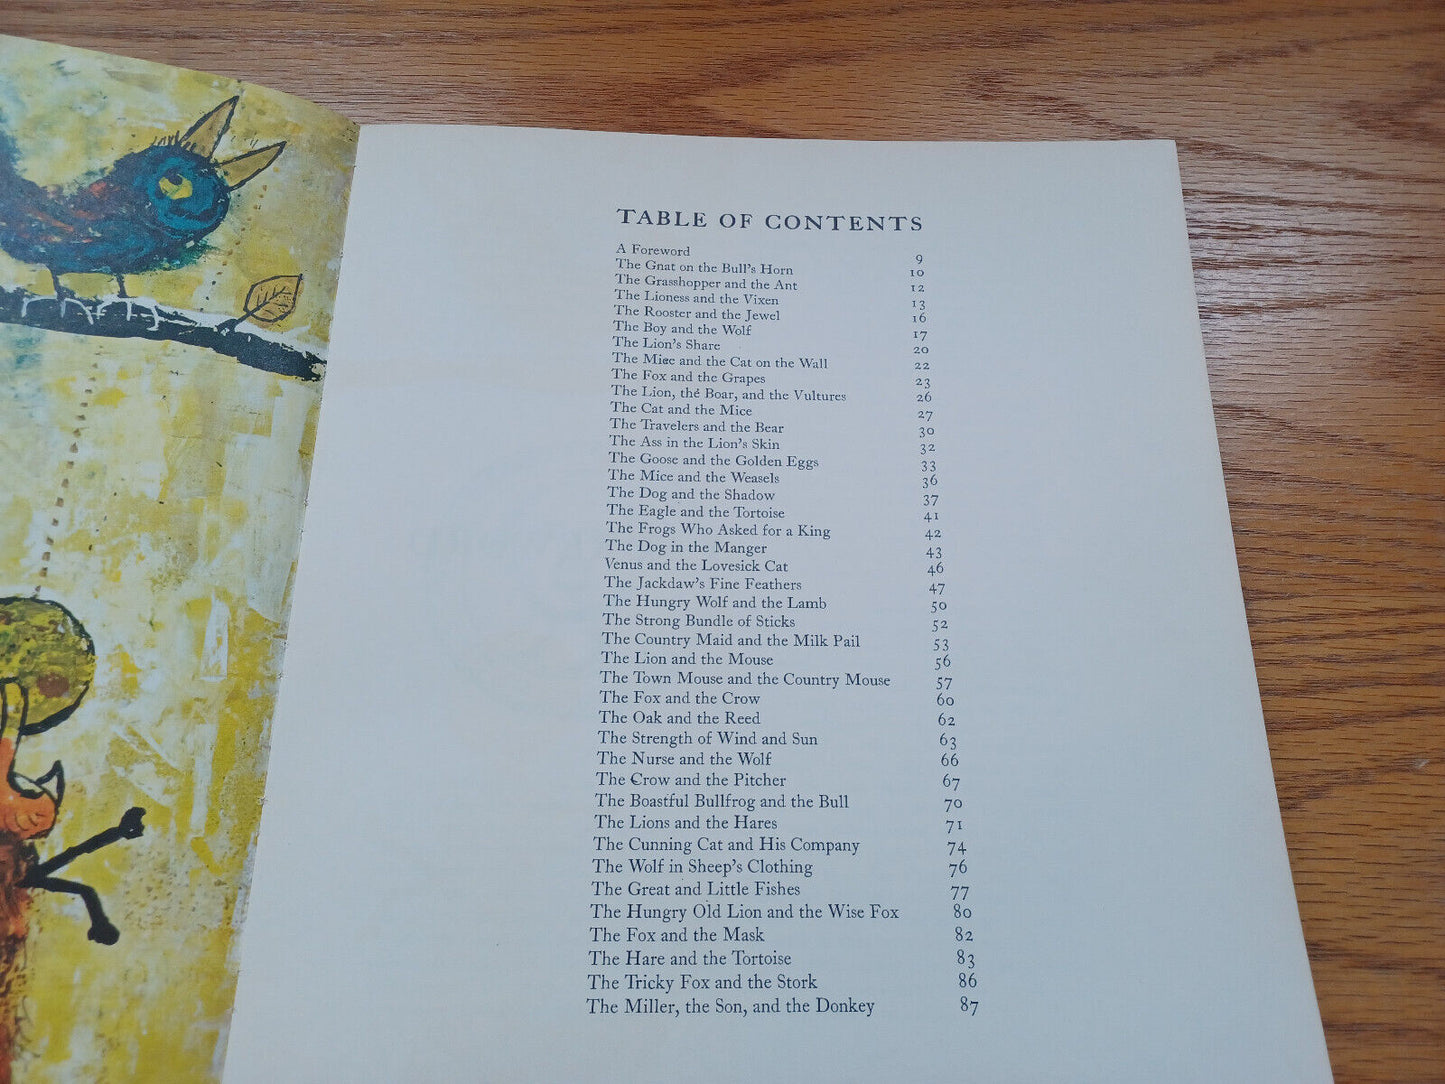 TABLE OF CONTENTS
A Foreword 9
The Gnat on the Bull's Horn 10
The Grasshopper and the Ant 12
The Lioness and the Vixen 13
The Rooster and the Jewel 16
The Boy and the Wolf 17
The Lion's Share 20
The Mice and the Cat on the Wall 22
The Fox and the Grapes 23
The Lion, the Boar, and the Vultures 26
The Cat and the Mice 27
The Travelers and the Bear 30
The Ass in the Lion's Skin 32
The Goose and the Golden Eggs 33
The Mice and the Weasels 36
The Dog and the Shadow 37
The Eagle and the Tortoise 41
The Frogs Who Asked for a King 42
The Dog in the Manger 43
Venus and the Lovesick Cat 46
The Jackdaw's Fine Feathers 47
The Hungry Wolf and the Lamb 50
The Strong Bundle of Sticks 52
The Country Maid and the Milk Pail 53
The Lion and the Mouse 56
The Town Mouse and the Country Mouse 57
The Fox and the Crow 60
The Oak and the Reed 62
The Strength of Wind and Sun 63
The Nurse and the Wolf 66
The Crow and the Pitcher 67
The Boastful Bullfrog and the Bull 70
The Lions and the Hares 71
The Cunning Cat and His Company 74
The Wolf in Sheep's Clothing 76
The Great and Little Fishes 77
The Hungry Old Lion and the Wise Fox 80
The Fox and the Mask 82
The Hare and the Tortoise 83
The Tricky Fox and the Stork 86
The Miller, the Son, and the Donkey 87